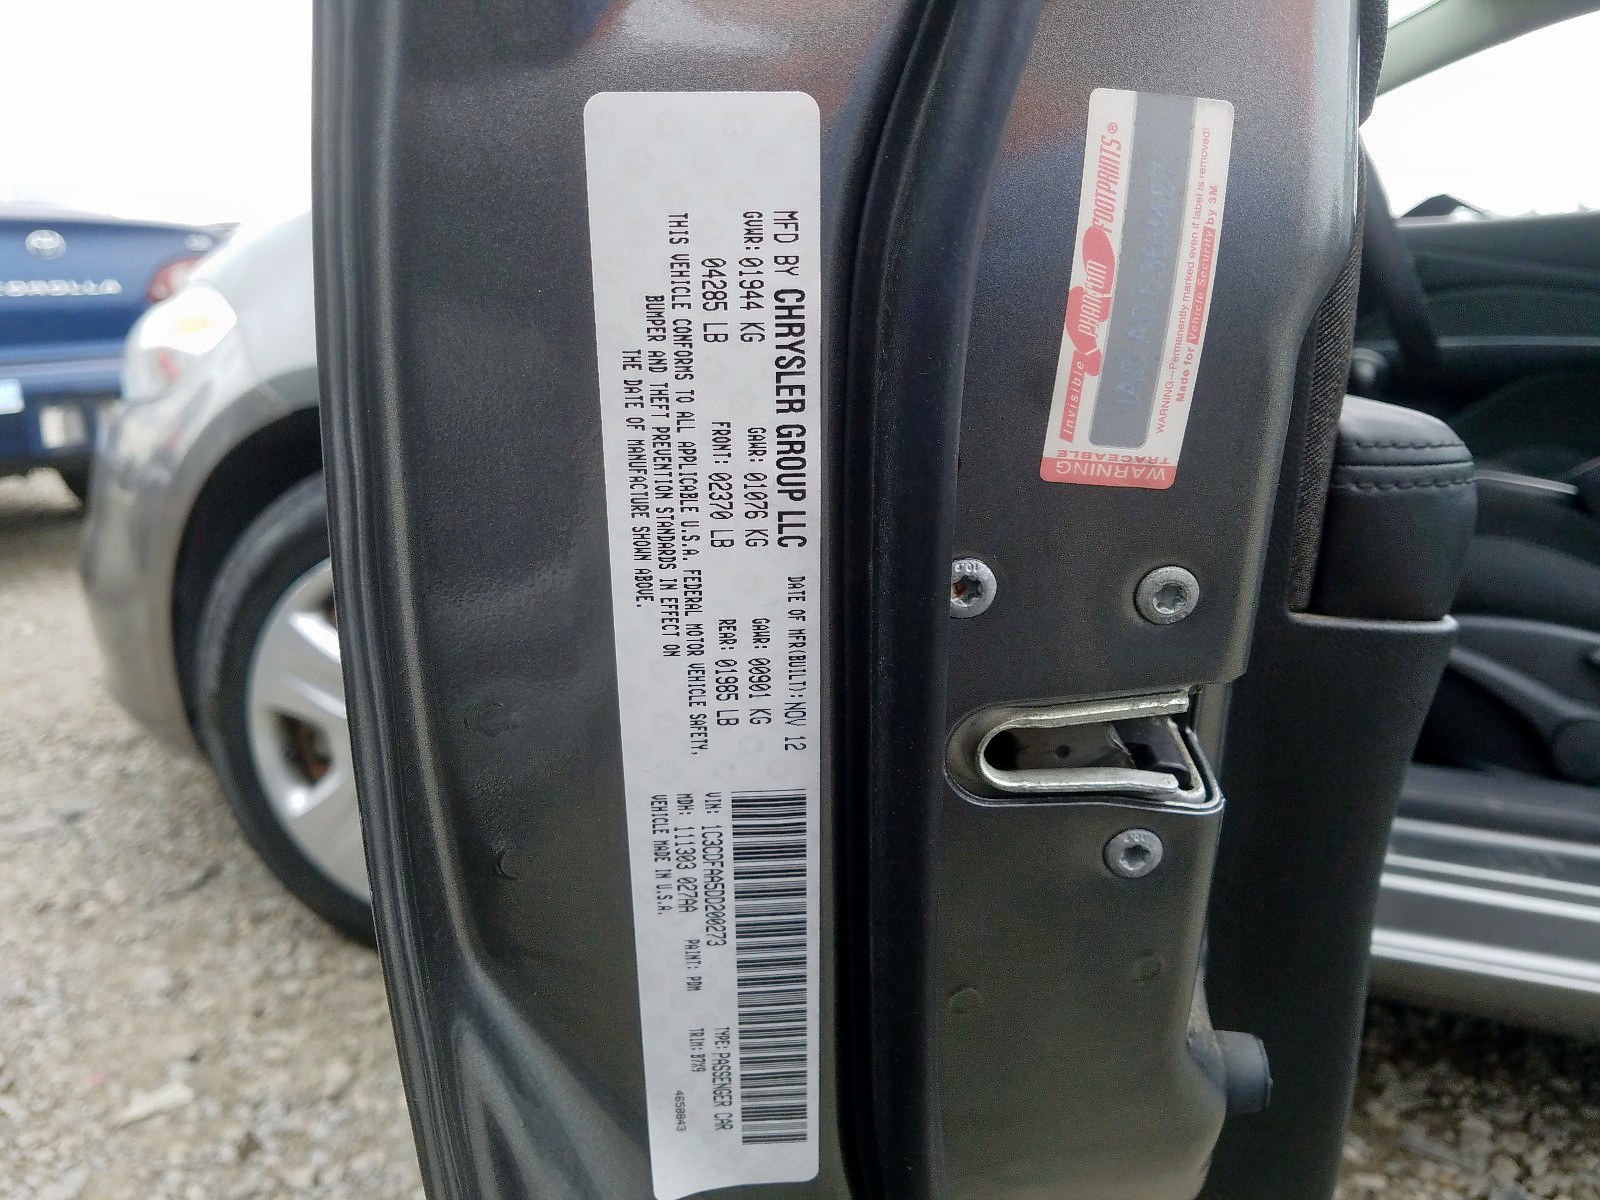 MFD BY CHRYSLER GROUP LLC DATE OF MFR(BUILT): NOV 12
GVWR: 01944 KG GAWR: 01076 KG GAWR: 00901 KG
04285 LB FRONT: 02370 LB REAR: 01985 LB
THIS VEHICLE CONFORMS TO ALL APPLICABLE U.S.A. FEDERAL MOTOR VEHICLE SAFETY,
BUMPER AND THEFT PREVENTION STANDARDS IN EFFECT ON
THE DATE OF MANUFACTURE SHOWN ABOVE.
VIN: 1C3CDFAA5DD200273 TYPE: PASSENGER CAR
MDH: 111303 027AA PAINT: PDM TRIM: B7X9
VEHICLE MADE IN U.S.A. 4658843
WARNING
TRACEABLE
Invisible PHANTOM FOOTPRINTS®
WARNING—Permanently marked even if label is removed!
Made for Vehicle Security by 3M
COROLLA